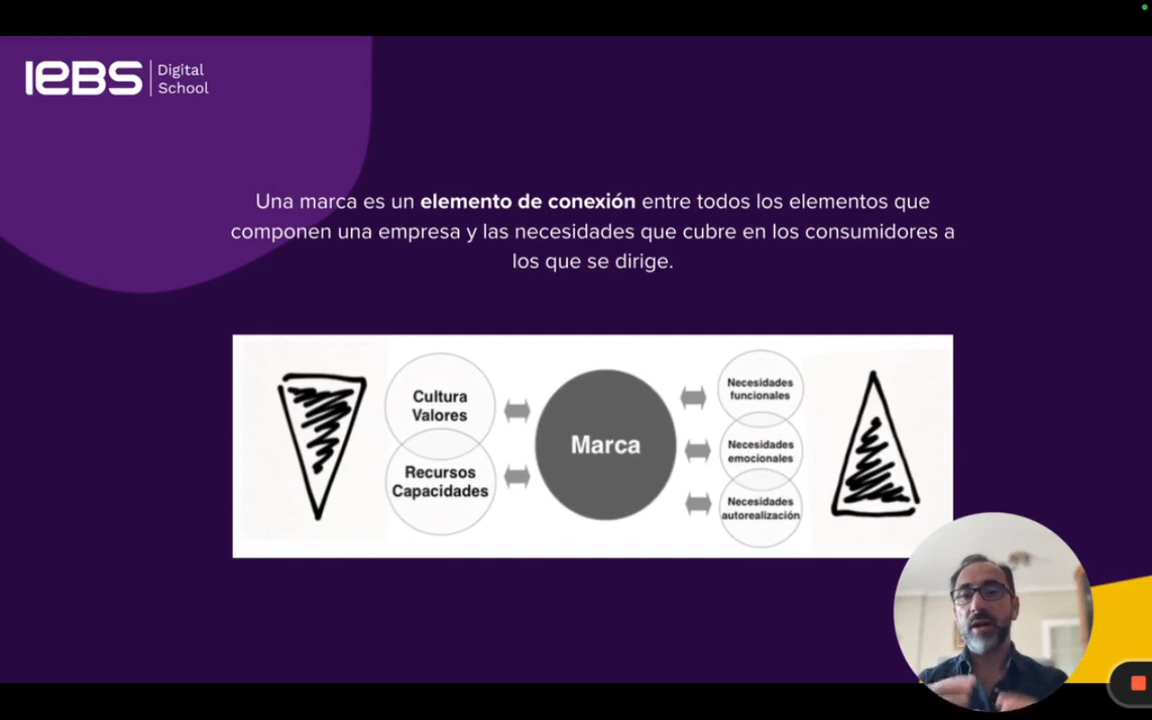 IEBS
Digital
School
Una marca es un elemento de conexión entre todos los elementos que
componen una empresa y las necesidades que cubre en los consumidores a
los que se dirige.
Cultura
Valores
Recursos
Capacidades
Marca
Necesidades
funcionales
Necesidades
emocionales
Necesidades
autorealización